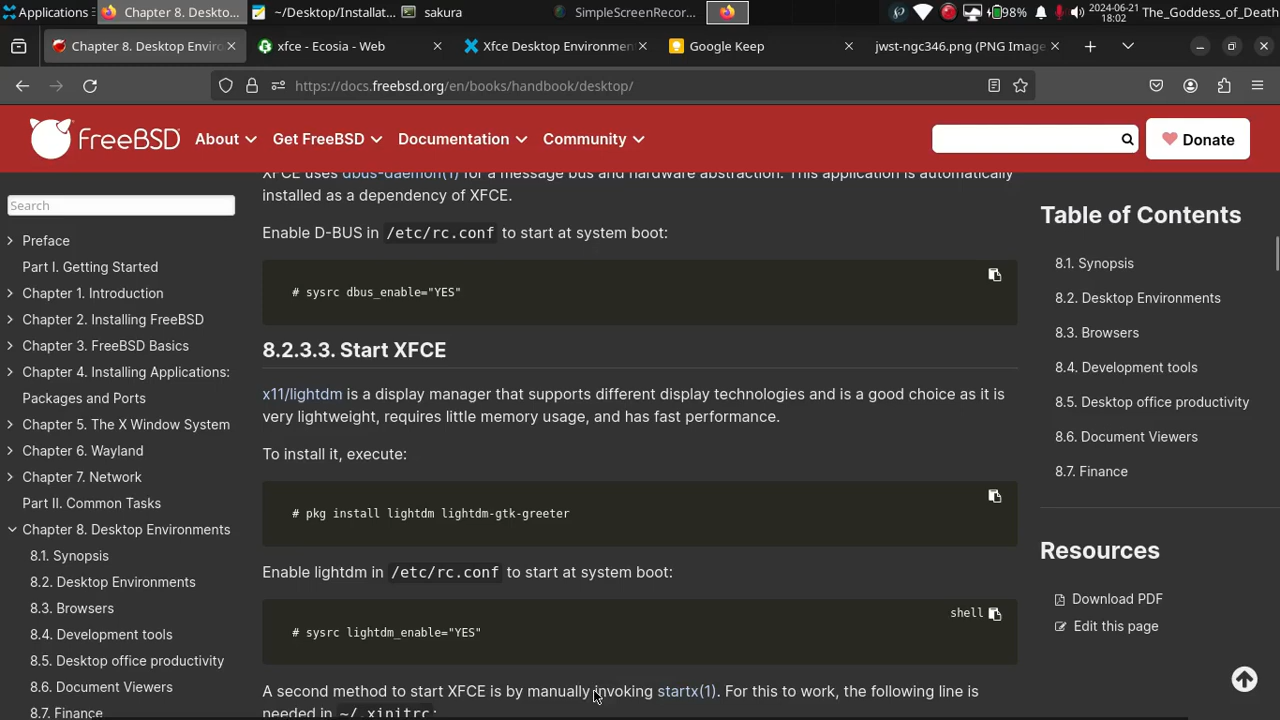 Applications
Chapter 8. Deskto...
~/Desktop/Installat...
sakura
SimpleScreenRecor...
98%
2024-06-21
18:02
The_Goddess_of_Death
Chapter 8. Desktop Enviro
xfce - Ecosia - Web
Xfce Desktop Environmen
Google Keep
jwst-ngc346.png (PNG Image
https://docs.freebsd.org/en/books/handbook/desktop/
FreeBSD
About
Get FreeBSD
Documentation
Community
Donate
Search
Preface
Part I. Getting Started
Chapter 1. Introduction
Chapter 2. Installing FreeBSD
Chapter 3. FreeBSD Basics
Chapter 4. Installing Applications:
Packages and Ports
Chapter 5. The X Window System
Chapter 6. Wayland
Chapter 7. Network
Part II. Common Tasks
Chapter 8. Desktop Environments
8.1. Synopsis
8.2. Desktop Environments
8.3. Browsers
8.4. Development tools
8.5. Desktop office productivity
8.6. Document Viewers
8.7. Finance
XFCE uses dbus-daemon(1) for a message bus and hardware abstraction. This application is automatically
installed as a dependency of XFCE.
Enable D-BUS in /etc/rc.conf to start at system boot:
# sysrc dbus_enable="YES"
8.2.3.3. Start XFCE
x11/lightdm is a display manager that supports different display technologies and is a good choice as it is
very lightweight, requires little memory usage, and has fast performance.
To install it, execute:
# pkg install lightdm lightdm-gtk-greeter
Enable lightdm in /etc/rc.conf to start at system boot:
shell
# sysrc lightdm_enable="YES"
A second method to start XFCE is by manually invoking startx(1). For this to work, the following line is
needed in ~/.xinitrc:
Table of Contents
8.1. Synopsis
8.2. Desktop Environments
8.3. Browsers
8.4. Development tools
8.5. Desktop office productivity
8.6. Document Viewers
8.7. Finance
Resources
Download PDF
Edit this page